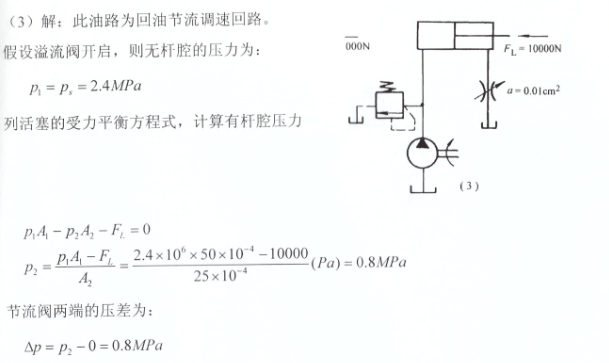 (3)解：此油路为回油节流调速回路。
假设溢流阀开启，则无杆腔的压力为：
p₁ = pₛ = 2.4MPa
列活塞的受力平衡方程式，计算有杆腔压力
000N
F_L = 10000N
a=0.01cm²
(3)
p₁A₁ − p₂A₂ − F_L = 0
p₂ = (p₁A₁ − F_L)/A₂ = (2.4×10⁶×50×10⁻⁴ −10000)/(25×10⁻⁴) (Pa) = 0.8MPa
节流阀两端的压差为：
Δp = p₂ − 0 = 0.8MPa